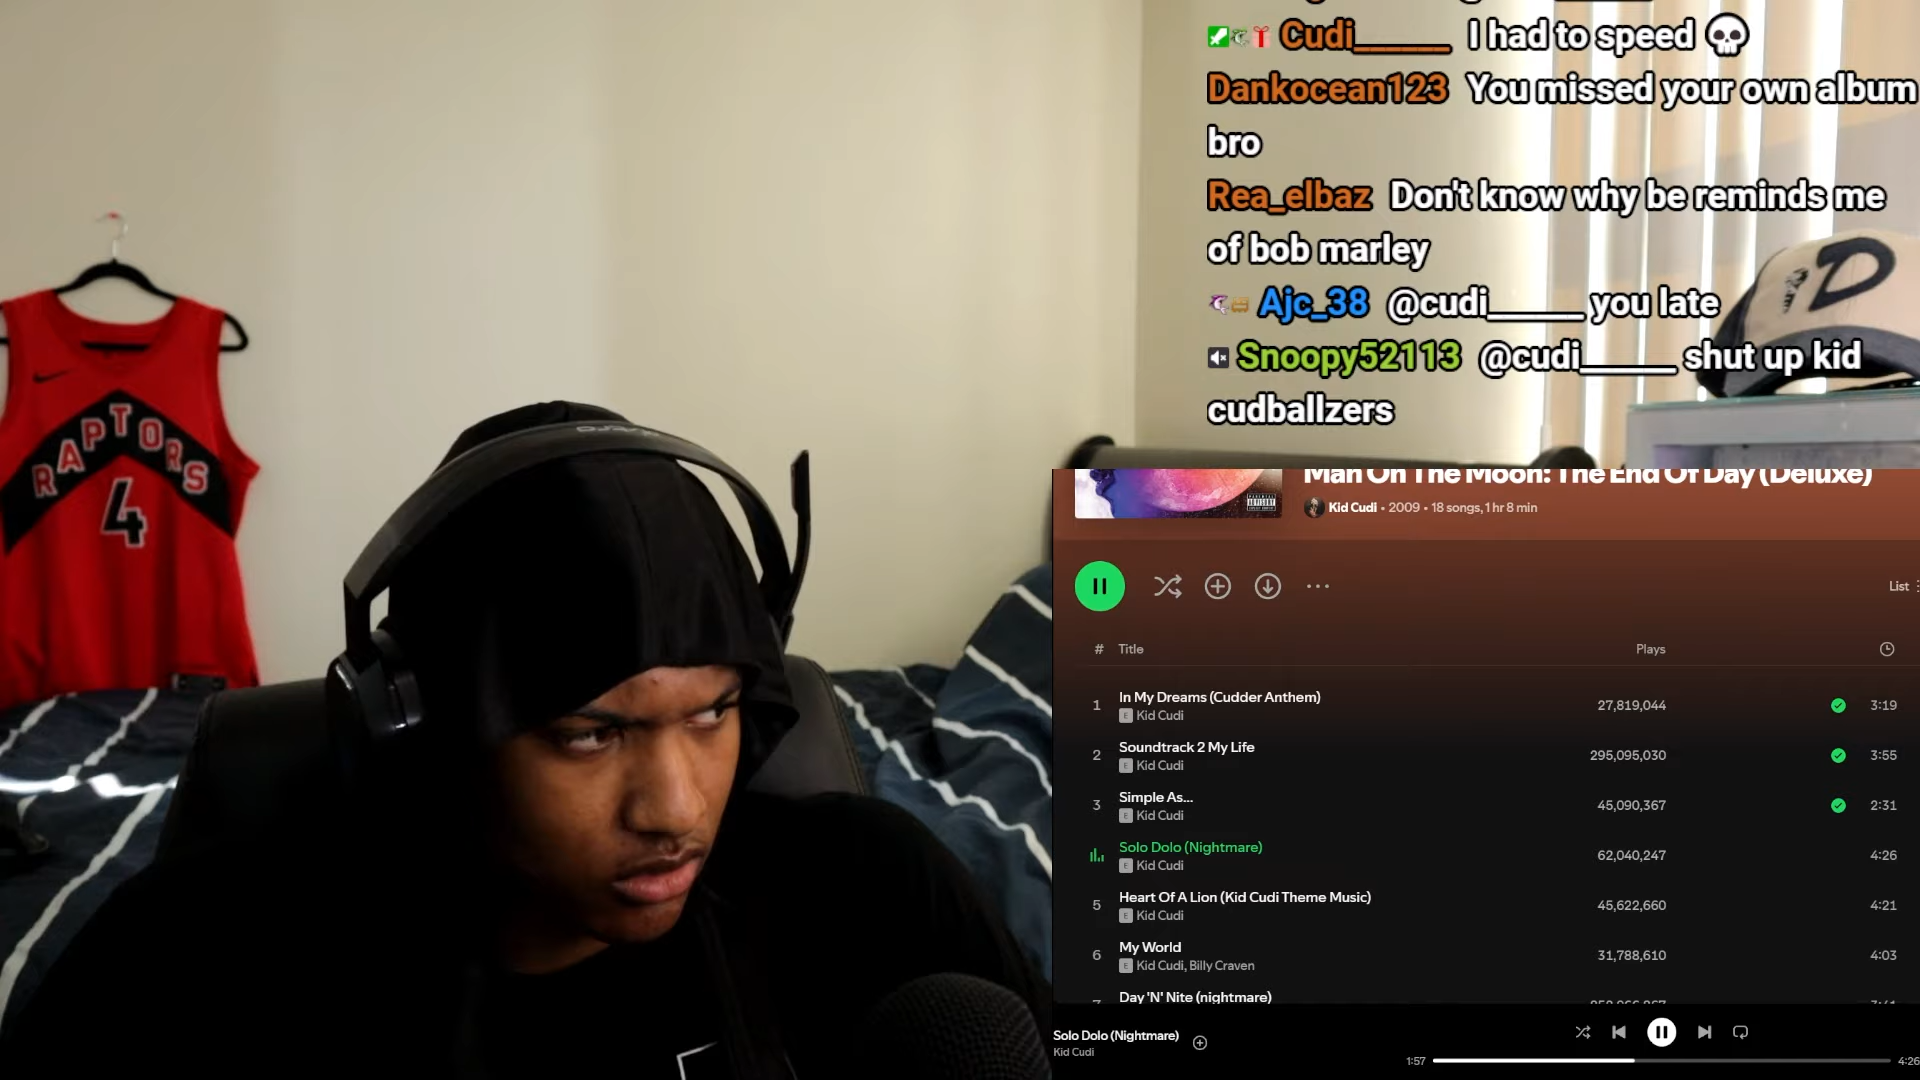 Cudi______ I had to speed
Dankocean123 You missed your own album
bro
Rea_elbaz Don't know why be reminds me
of bob marley
Ajc_38 @cudi______ you late
Snoopy52113 @cudi______ shut up kid
cudballzers
RAPTORS
4
D
Man On The Moon: The End Of Day (Deluxe)
Kid Cudi • 2009 • 18 songs, 1 hr 8 min
List
# Title Plays
1 In My Dreams (Cudder Anthem) 27,819,044 3:19
E Kid Cudi
2 Soundtrack 2 My Life 295,095,030 3:55
E Kid Cudi
3 Simple As... 45,090,367 2:31
E Kid Cudi
Solo Dolo (Nightmare) 62,040,247 4:26
E Kid Cudi
5 Heart Of A Lion (Kid Cudi Theme Music) 45,622,660 4:21
E Kid Cudi
6 My World 31,788,610 4:03
E Kid Cudi, Billy Craven
Day 'N' Nite (nightmare)
Solo Dolo (Nightmare)
Kid Cudi
1:57 4:26